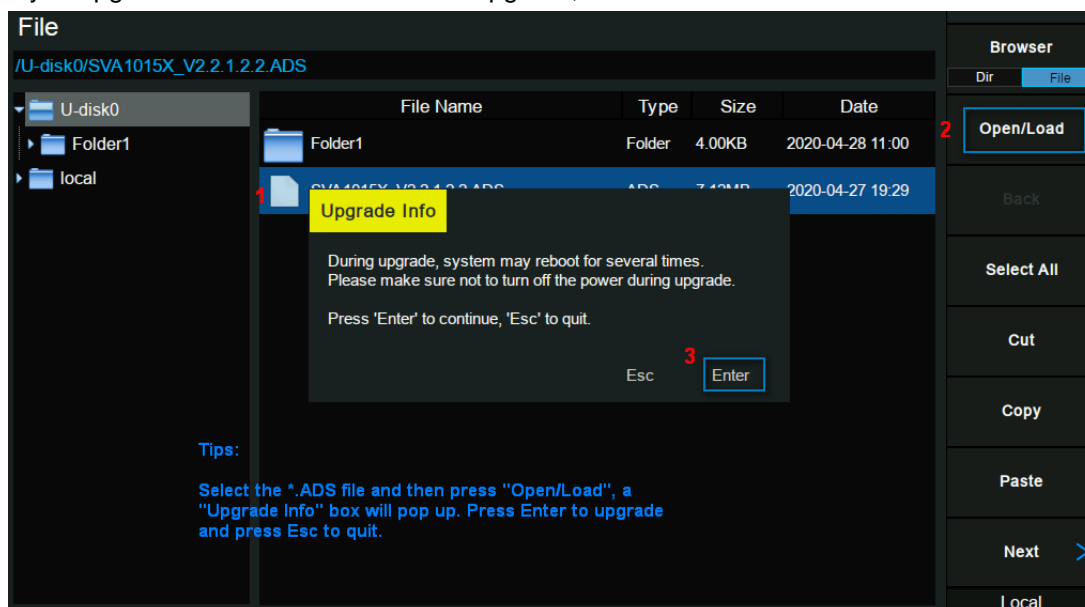 File
/U-disk0/SVA1015X_V2.2.1.2.2.ADS
U-disk0
Folder1
local
File Name Type Size Date
Folder1 Folder 4.00KB 2020-04-28 11:00
1 2020-04-27 19:29
Upgrade Info
During upgrade, system may reboot for several times.
Please make sure not to turn off the power during upgrade.
Press 'Enter' to continue, 'Esc' to quit.
Esc 3 Enter
Tips:
Select the *.ADS file and then press "Open/Load", a
"Upgrade Info" box will pop up. Press Enter to upgrade
and press Esc to quit.
Browser
Dir File
2 Open/Load
Back
Select All
Cut
Copy
Paste
Next >
Local